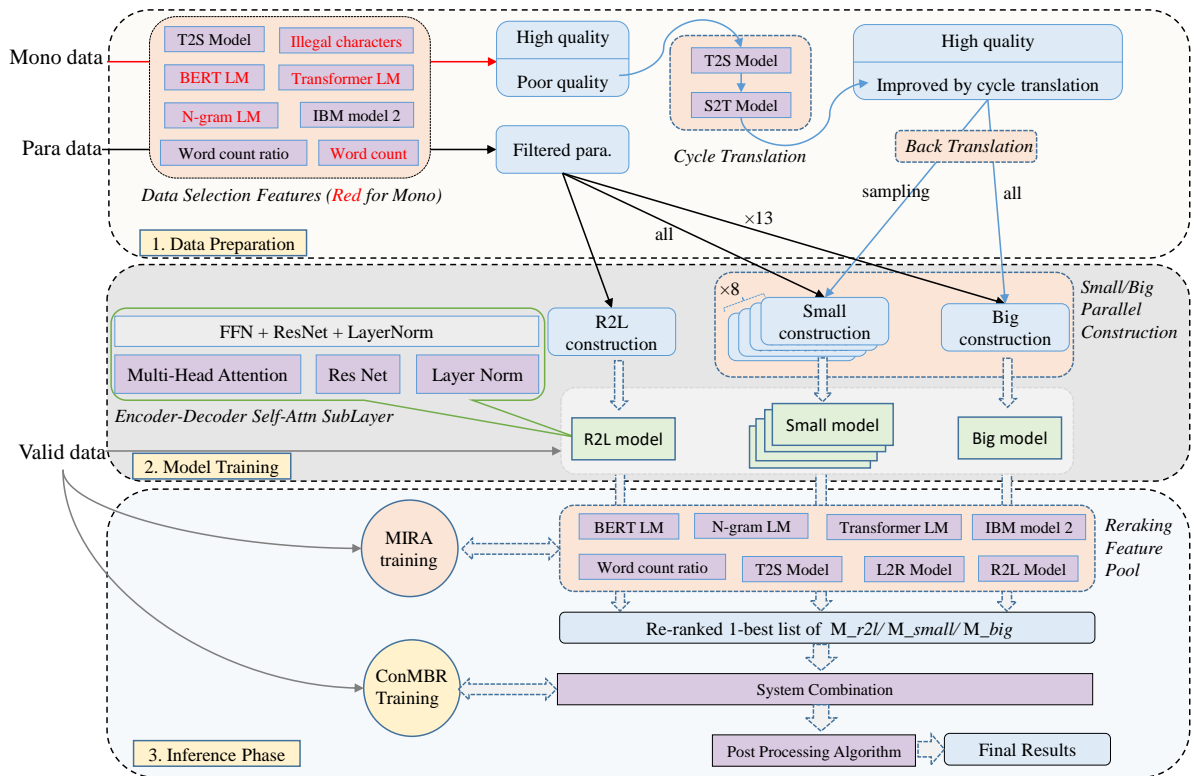 Mono data
T2S Model
Illegal characters
BERT LM
Transformer LM
N-gram LM
IBM model 2
Word count ratio
Word count
Para data
Data Selection Features (Red for Mono)
High quality
Poor quality
Filtered para.
T2S Model
S2T Model
Cycle Translation
High quality
Improved by cycle translation
Back Translation
sampling
all
×13
all
1. Data Preparation
FFN + ResNet + LayerNorm
Multi-Head Attention
Res Net
Layer Norm
Encoder-Decoder Self-Attn SubLayer
R2L
construction
×8
Small
construction
Big
construction
Small/Big
Parallel
Construction
R2L model
Small model
Big model
Valid data
2. Model Training
MIRA
training
BERT LM
N-gram LM
Transformer LM
IBM model 2
Word count ratio
T2S Model
L2R Model
R2L Model
Reraking
Feature
Pool
Re-ranked 1-best list of M_r2l/ M_small/ M_big
ConMBR
Training
System Combination
Post Processing Algorithm
Final Results
3. Inference Phase